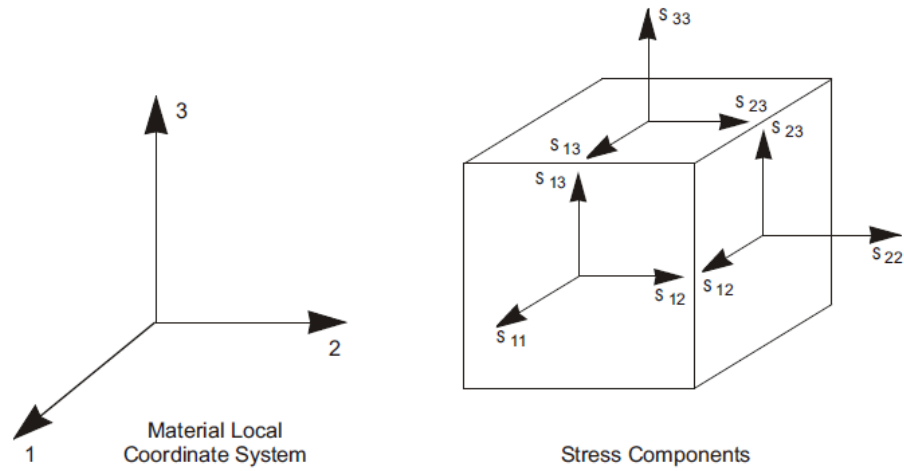 S 33
3
S 23
S 23
S 13
S 13
S 22
S 12
S 12
S 11
2
1
Material Local
Coordinate System
Stress Components